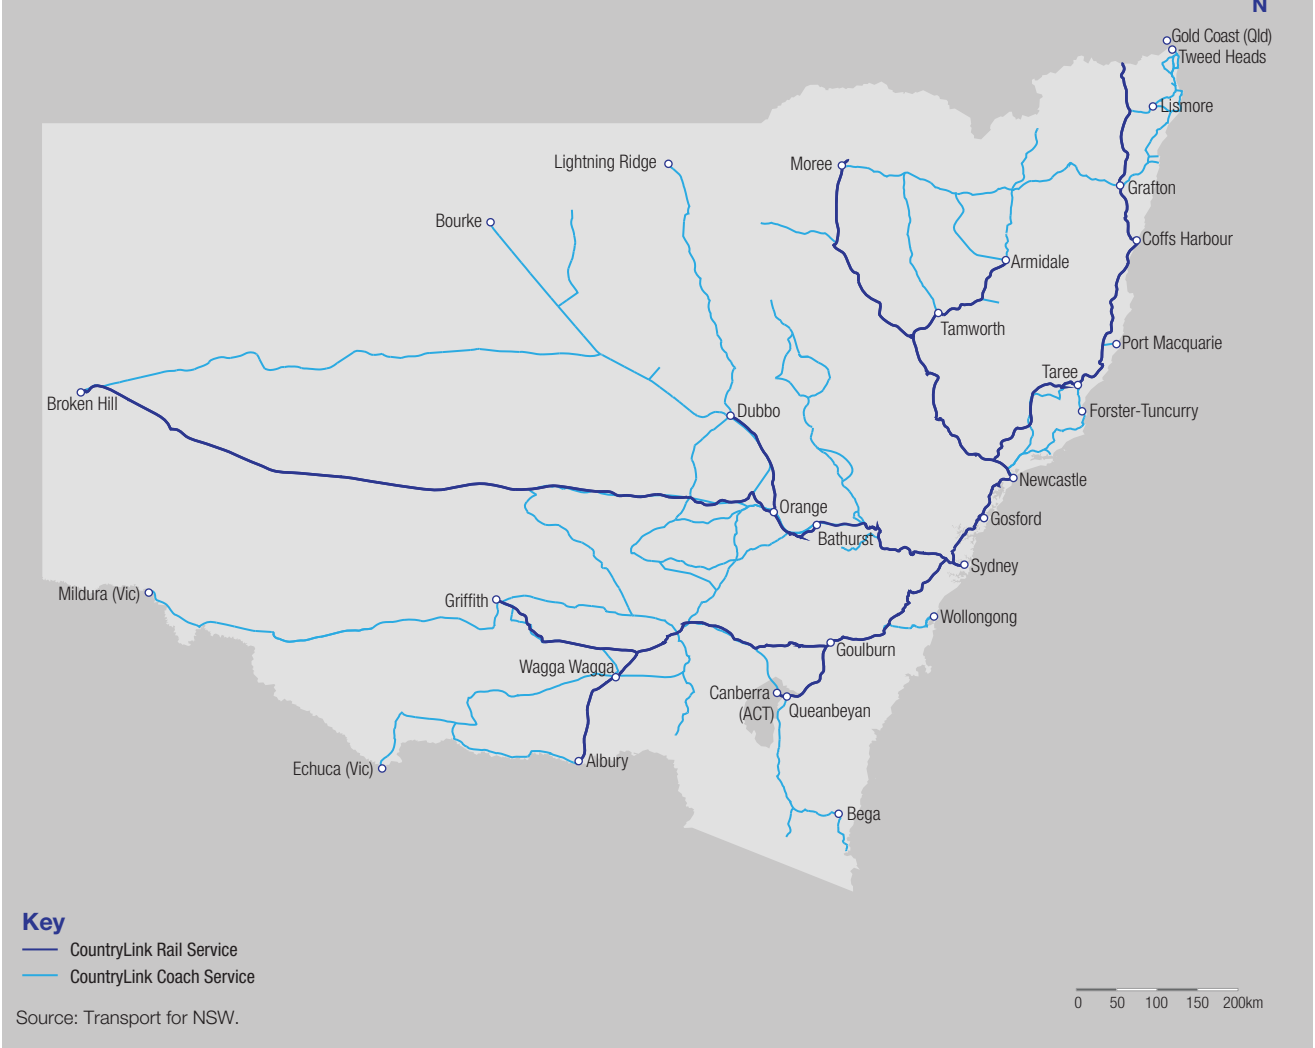 N
Gold Coast (Qld)
Tweed Heads
Lismore
Lightning Ridge
Moree
Grafton
Bourke
Coffs Harbour
Armidale
Tamworth
Port Macquarie
Taree
Broken Hill
Dubbo
Forster-Tuncurry
Newcastle
Orange
Gosford
Bathurst
Sydney
Mildura (Vic)
Griffith
Wollongong
Goulburn
Wagga Wagga
Canberra
(ACT)
Queanbeyan
Echuca (Vic)
Albury
Bega
Key
CountryLink Rail Service
CountryLink Coach Service
0 50 100 150 200km
Source: Transport for NSW.